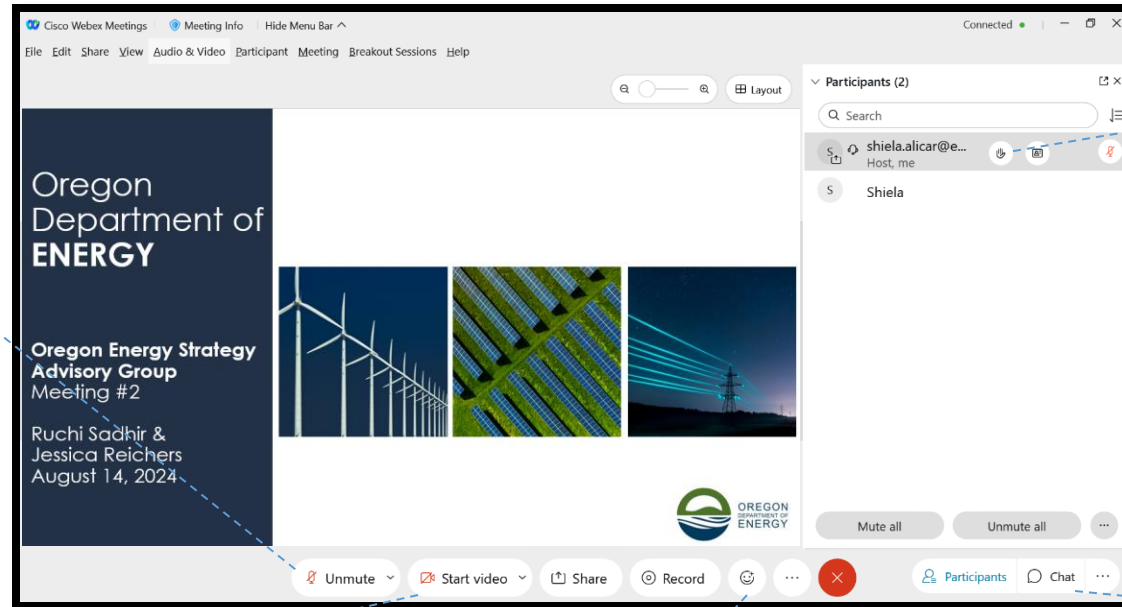 Cisco Webex Meetings Meeting Info Hide Menu Bar
Connected
File Edit Share View Audio & Video Participant Meeting Breakout Sessions Help
Layout
Participants (2)
Search
S shiela.alicar@e...
Host, me
S Shiela
Oregon
Department of
ENERGY
Oregon Energy Strategy
Advisory Group
Meeting #2
Ruchi Sadhir &
Jessica Reichers
August 14, 2024
OREGON
DEPARTMENT OF
ENERGY
Mute all Unmute all ...
Unmute Start video Share Record ... Participants Chat ...